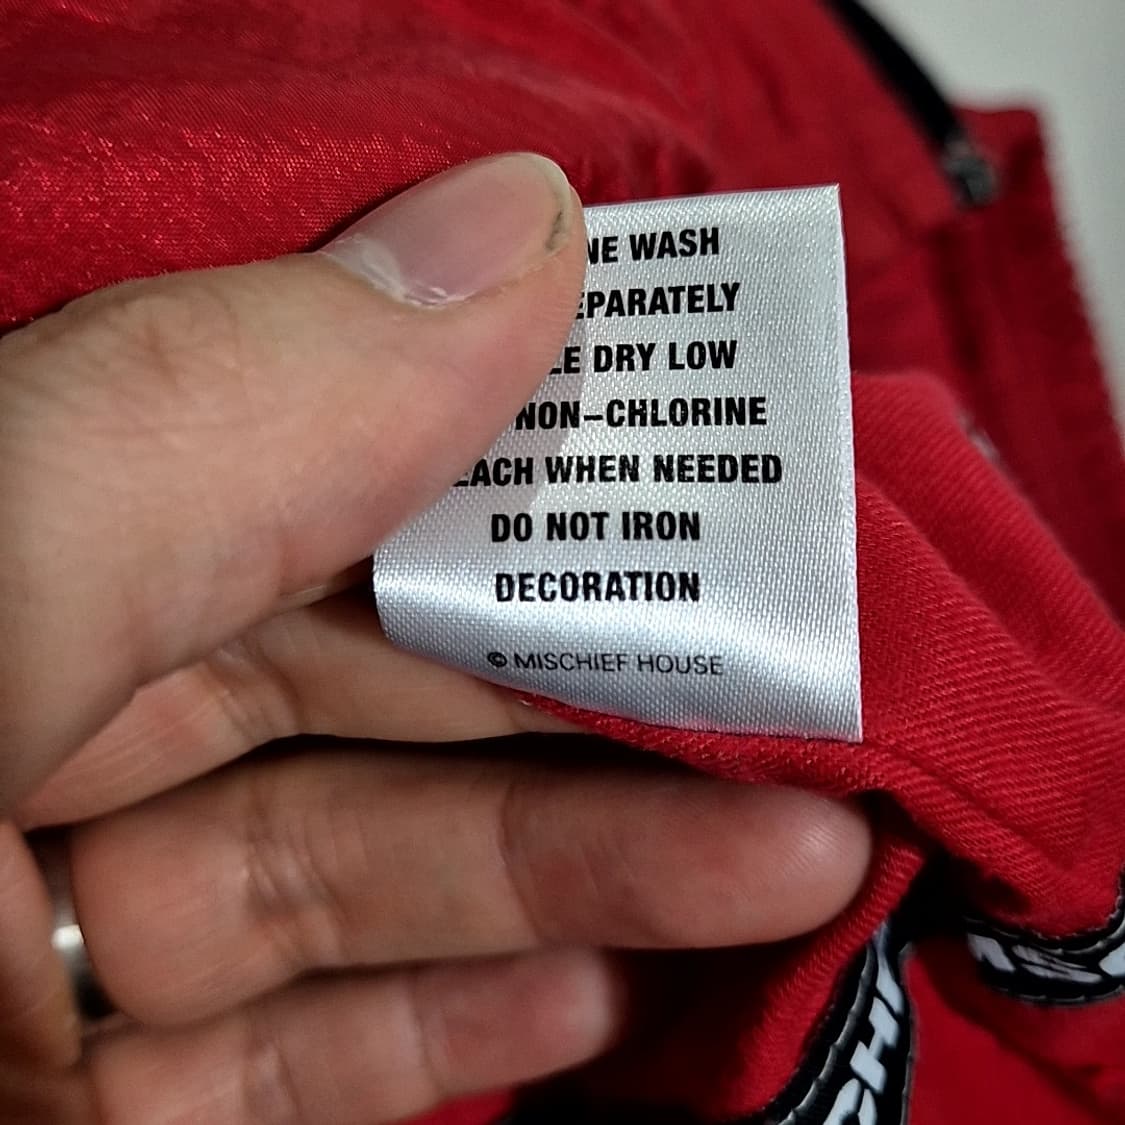 NE WASH
EPARATELY
LE DRY LOW
NON-CHLORINE
EACH WHEN NEEDED
DO NOT IRON
DECORATION
© MISCHIEF HOUSE